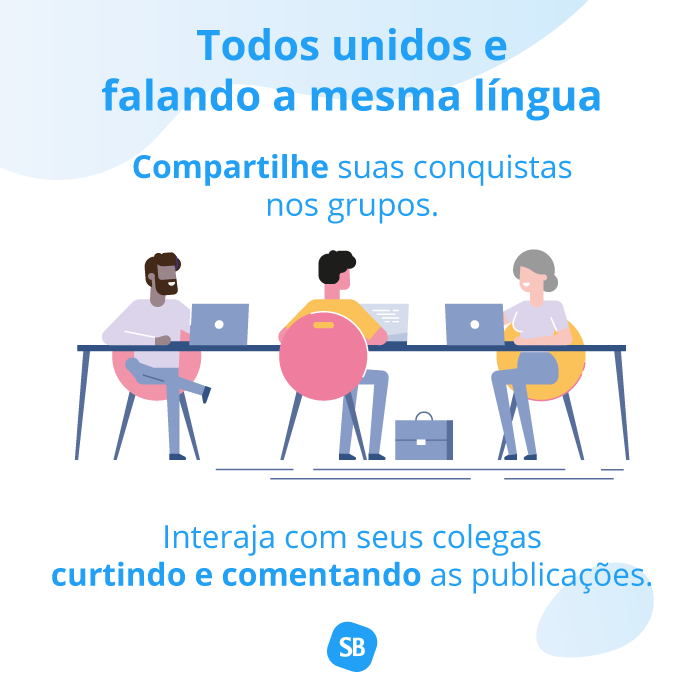 Todos unidos e
falando a mesma língua
Compartilhe suas conquistas
nos grupos.
Interaja com seus colegas
curtindo e comentando as publicações.
SB